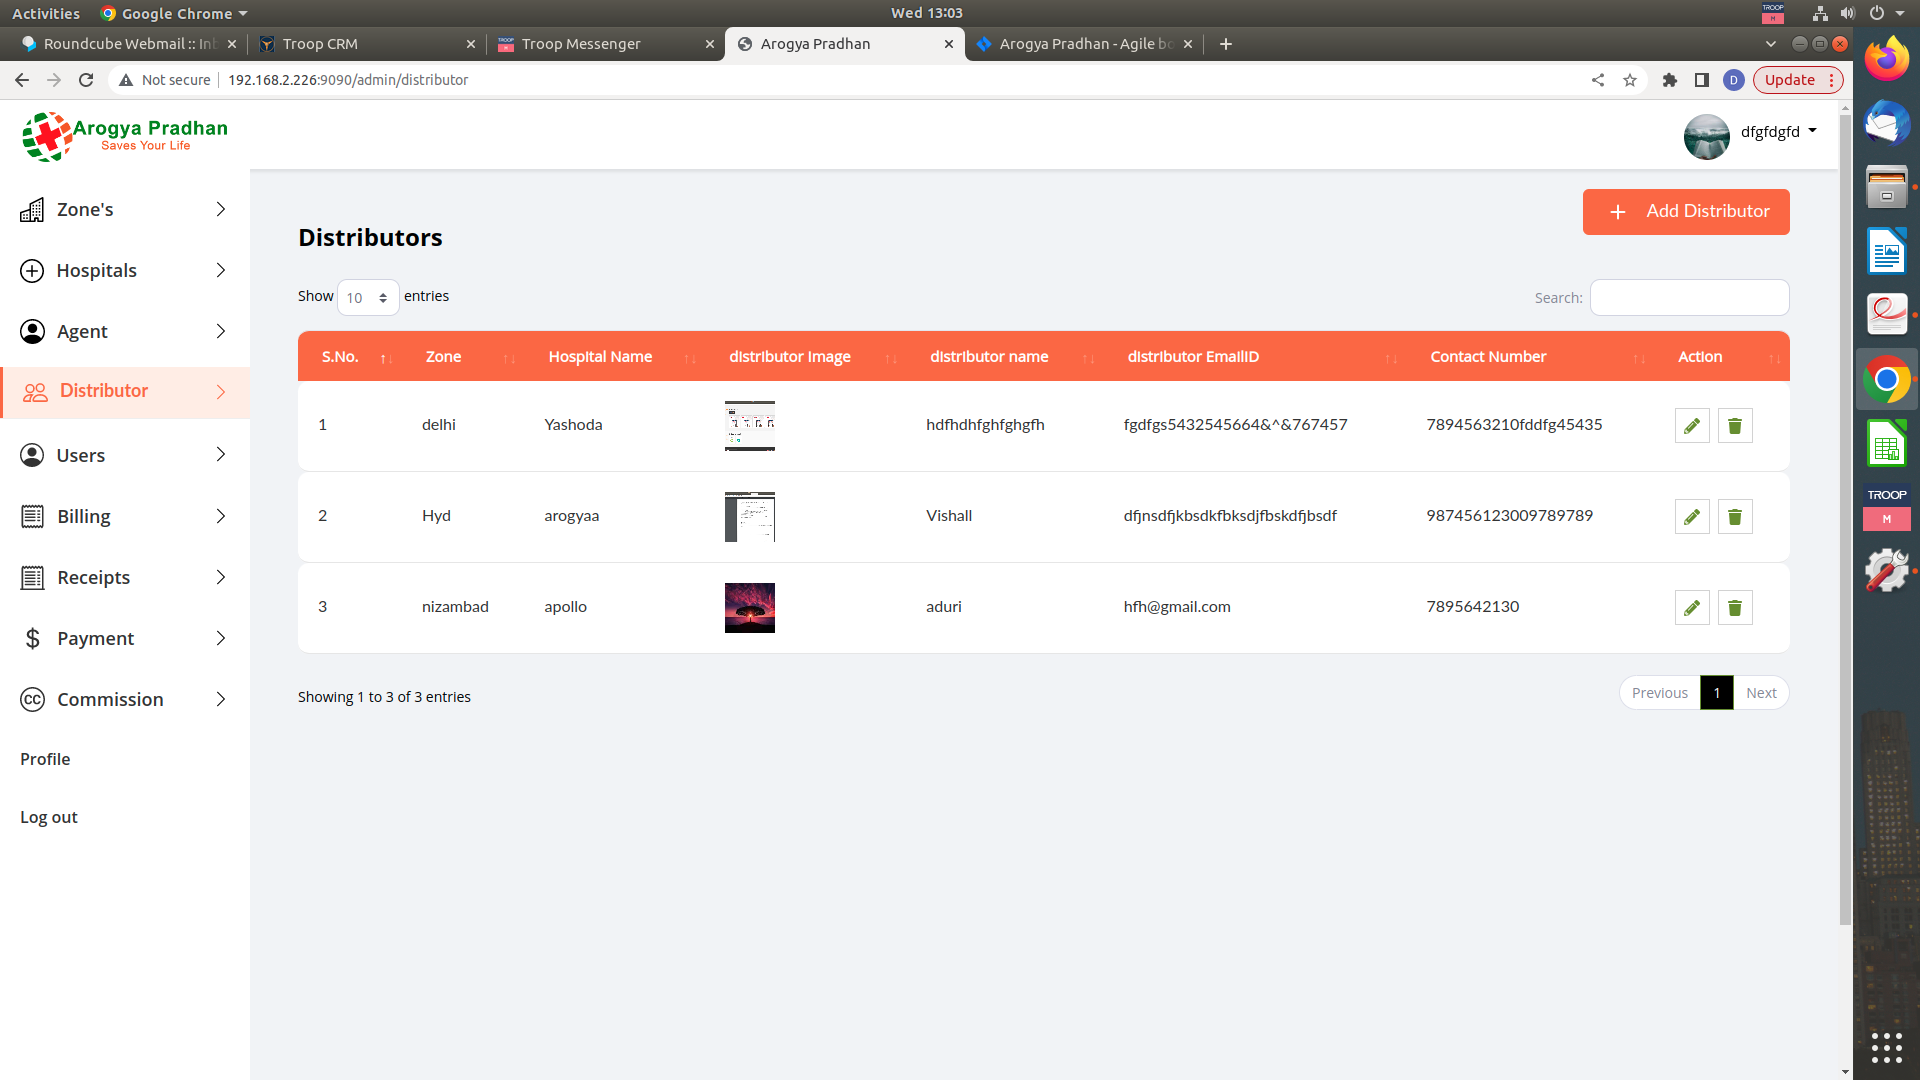 Activities Google Chrome Wed 13:03 TROOP M
Roundcube Webmail :: Inb Troop CRM Troop Messenger Arogya Pradhan Arogya Pradhan - Agile bo
Not secure 192.168.2.226:9090/admin/distributor D Update
Arogya Pradhan
Saves Your Life
dfgfdgfd
Zone's
Hospitals
Agent
Distributor
Users
Billing
Receipts
Payment
CC Commission
Profile
Log out
+ Add Distributor
Distributors
Show 10 entries Search:
S.No. Zone Hospital Name distributor Image distributor name distributor EmailID Contact Number Action
1 delhi Yashoda hdfhdhfghfghgfh fgdfgs5432545664&^&767457 7894563210fddfg45435
2 Hyd arogyaa Vishall dfjnsdfjkbsdkfbksdjfbskdfjbsdf 987456123009789789
3 nizambad apollo aduri hfh@gmail.com 7895642130
Showing 1 to 3 of 3 entries Previous 1 Next
TROOP
M